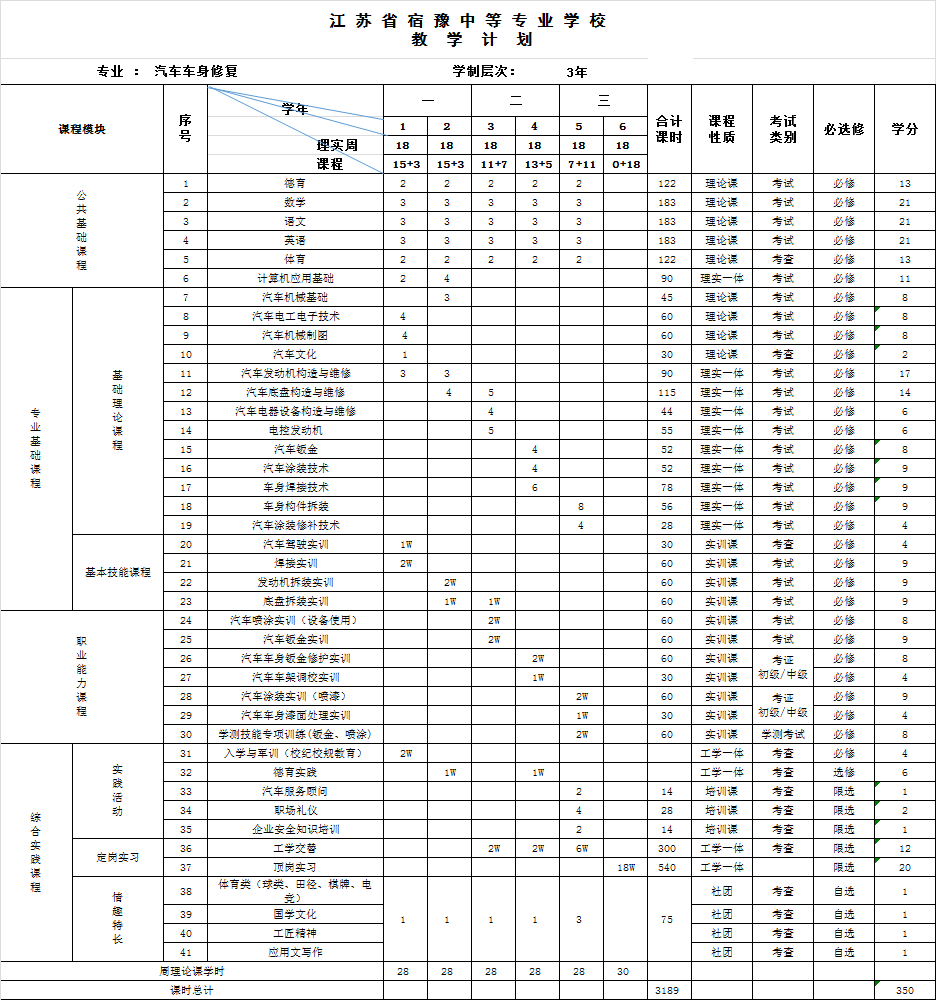 江 苏 省 宿 豫 中 等 专 业 学 校
教 学 计 划
专业 : 汽车车身修复 学制层次: 3年
课程模块 序号 学年 理实周 课程 一 二 三 合计课时 课程性质 考试类别 必选修 学分
1 2 3 4 5 6
18 18 18 18 18 18
15+3 15+3 11+7 13+5 7+11 0+18
公共基础课程
1 德育 2 2 2 2 2 122 理论课 考试 必修 13
2 数学 3 3 3 3 3 183 理论课 考试 必修 21
3 语文 3 3 3 3 3 183 理论课 考试 必修 21
4 英语 3 3 3 3 3 183 理论课 考试 必修 21
5 体育 2 2 2 2 2 122 理论课 考查 必修 13
6 计算机应用基础 2 4 90 理实一体 考试 必修 11
专业基础课程
基础理论课程
7 汽车机械基础 3 45 理论课 考试 必修 8
8 汽车电工电子技术 4 60 理论课 考试 必修 8
9 汽车机械制图 4 60 理论课 考试 必修 8
10 汽车文化 1 30 理论课 考查 必修 2
11 汽车发动机构造与维修 3 3 90 理实一体 考试 必修 17
12 汽车底盘构造与维修 4 5 115 理实一体 考试 必修 14
13 汽车电器设备构造与维修 4 44 理实一体 考试 必修 6
14 电控发动机 5 55 理实一体 考试 必修 6
15 汽车钣金 4 52 理实一体 考试 必修 8
16 汽车涂装技术 4 52 理实一体 考试 必修 9
17 车身焊接技术 6 78 理实一体 考试 必修 9
18 车身构件拆装 8 56 理实一体 考试 必修 9
19 汽车涂装修补技术 4 28 理实一体 考试 必修 4
基本技能课程
20 汽车驾驶实训 1W 30 实训课 考查 必修 4
21 焊接实训 2W 60 实训课 考试 必修 9
22 发动机拆装实训 2W 60 实训课 考试 必修 9
23 底盘拆装实训 1W 1W 60 实训课 考试 必修 9
职业能力课程
24 汽车喷涂实训（设备使用） 2W 60 实训课 考试 必修 8
25 汽车钣金实训 2W 60 实训课 考试 必修 9
26 汽车车身钣金修护实训 2W 60 实训课 考证初级/中级 必修 8
27 汽车车架调校实训 1W 30 实训课 必修 4
28 汽车涂装实训（喷漆） 2W 60 实训课 考证初级/中级 必修 9
29 汽车车身漆面处理实训 1W 30 实训课 必修 4
30 学测技能专项训练(钣金、喷涂) 2W 60 实训课 学测考试 必修 8
综合实践课程
实践活动
31 入学与军训（校纪校规教育） 2W 工学一体 考查 必修 4
32 德育实践 1W 1W 工学一体 考查 选修 6
33 汽车服务顾问 2 14 培训课 考查 限选 1
34 职场礼仪 4 28 培训课 考查 限选 2
35 企业安全知识培训 2 14 培训课 考查 限选 1
定岗实习
36 工学交替 2W 2W 6W 300 工学一体 考查 限选 12
37 顶岗实习 18W 540 工学一体 限选 20
情趣特长
38 体育类（球类、田径、棋牌、电竞） 1 1 1 1 3 75 社团 考查 自选 1
39 国学文化 社团 考查 自选 1
40 工匠精神 社团 考查 自选 1
41 应用文写作 社团 考查 自选 1
周理论课学时 28 28 28 28 28 30
课时总计 3189 350